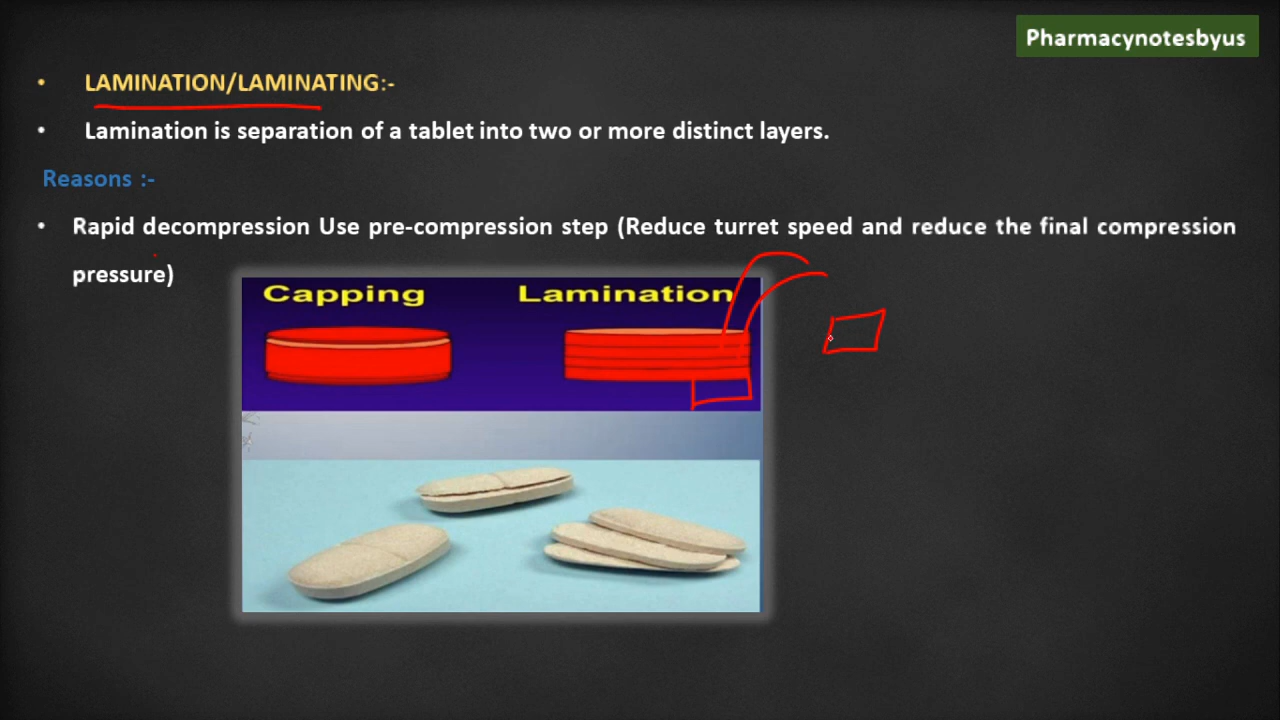 Pharmacynotesbyus
• LAMINATION/LAMINATING:-
• Lamination is separation of a tablet into two or more distinct layers.
Reasons :-
• Rapid decompression Use pre-compression step (Reduce turret speed and reduce the final compression
pressure)
Capping Lamination